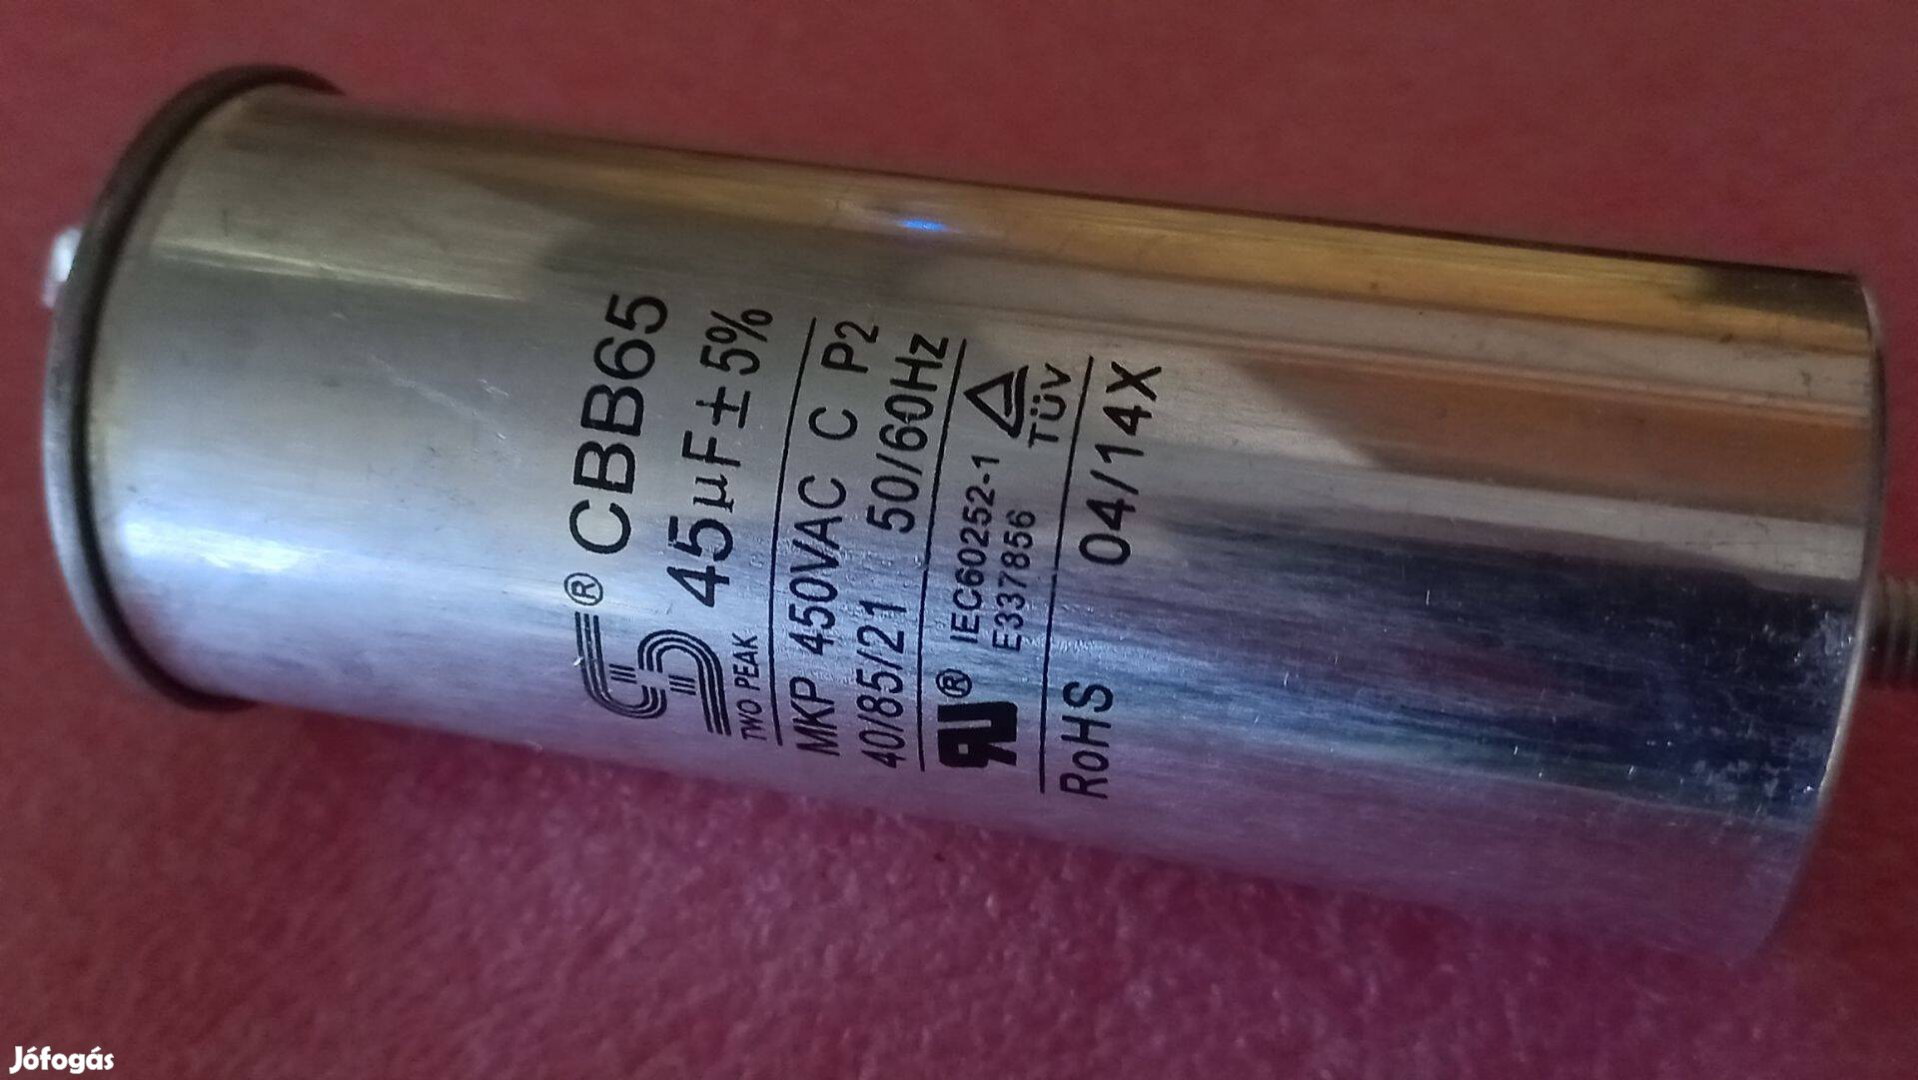 ® CBB65
TWO PEAK 45μF±5%
MKP 450VAC C P2
40/85/21 50/60Hz
® IEC60252-1
E337856
TÜV
RoHS 04/14X
Jófogás